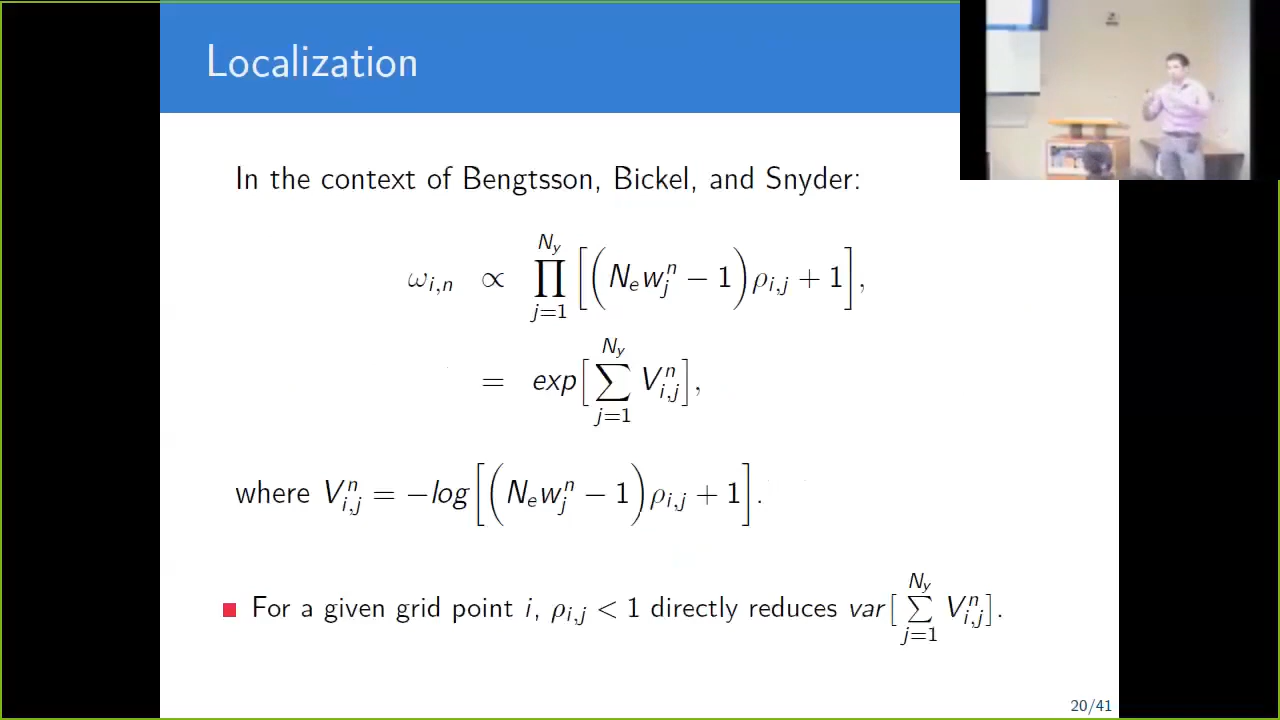 Localization
In the context of Bengtsson, Bickel, and Snyder:
ω_{i,n} ∝ ∏_{j=1}^{N_y} [(N_e w_j^n − 1) ρ_{i,j} + 1],
= exp[∑_{j=1}^{N_y} V_{i,j}^n],
where V_{i,j}^n = −log[(N_e w_j^n − 1) ρ_{i,j} + 1].
For a given grid point i, ρ_{i,j} < 1 directly reduces var[∑_{j=1}^{N_y} V_{i,j}^n].
20/41